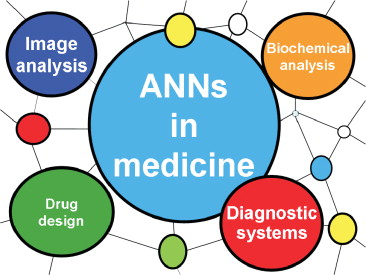 Image
analysis
Biochemical
analysis
ANNs
in
medicine
Drug
design
Diagnostic
systems